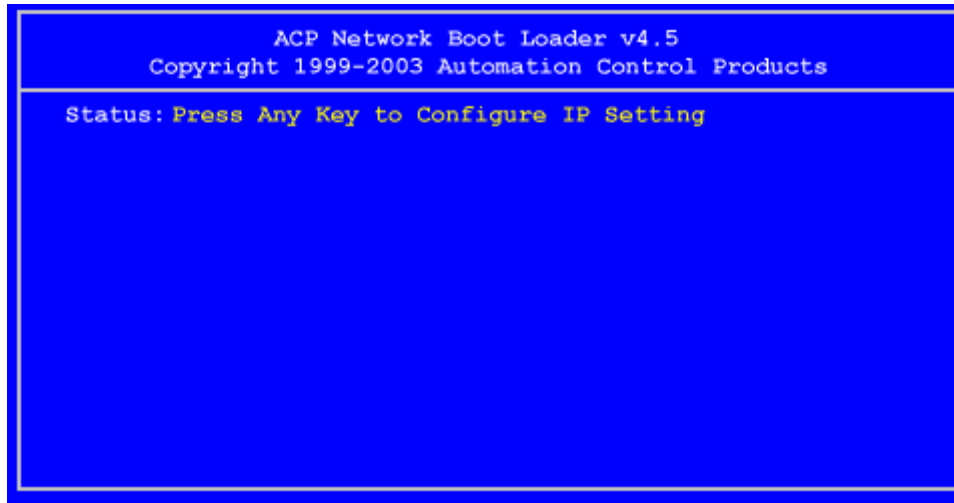 ACP Network Boot Loader v4.5
Copyright 1999-2003 Automation Control Products
Status: Press Any Key to Configure IP Setting